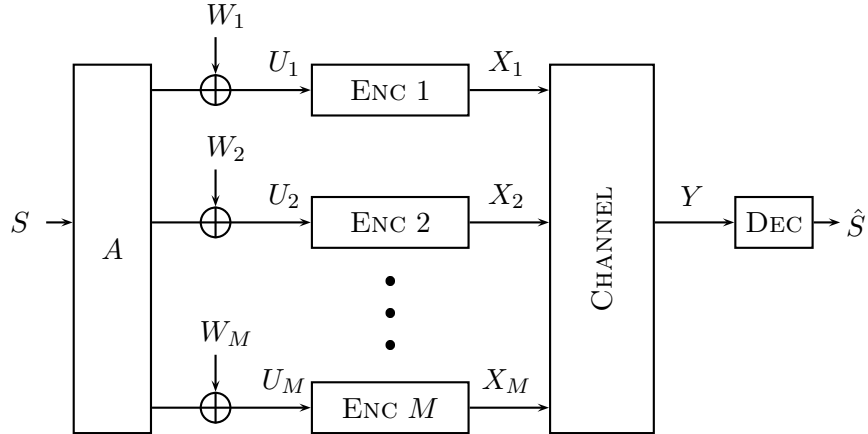 W_1
U_1
ENC 1
X_1
W_2
S
A
U_2
ENC 2
X_2
CHANNEL
Y
DEC
Ŝ
W_M
U_M
ENC M
X_M